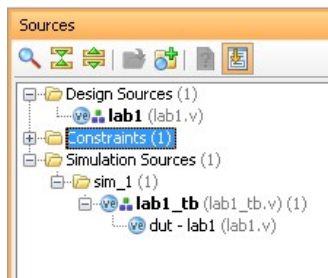 Sources
Design Sources (1)
lab1 (lab1.v)
Constraints (1)
Simulation Sources (1)
sim_1 (1)
lab1_tb (lab1_tb.v) (1)
dut - lab1 (lab1.v)